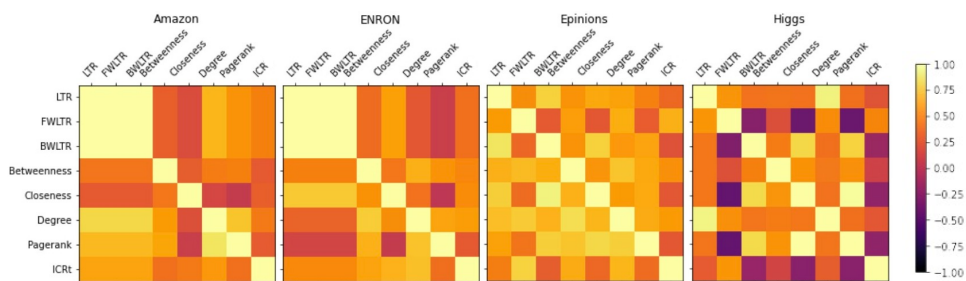 Amazon
ENRON
Epinions
Higgs
LTR FWLTR BWLTR Betweenness Closeness Degree Pagerank ICR
LTR FWLTR BWLTR Betweenness Closeness Degree Pagerank ICR
LTR FWLTR BWLTR Betweenness Closeness Degree Pagerank ICR
LTR FWLTR BWLTR Betweenness Closeness Degree Pagerank ICR
LTR
FWLTR
BWLTR
Betweenness
Closeness
Degree
Pagerank
ICRt
1.00
0.75
0.50
0.25
0.00
−0.25
−0.50
−0.75
−1.00